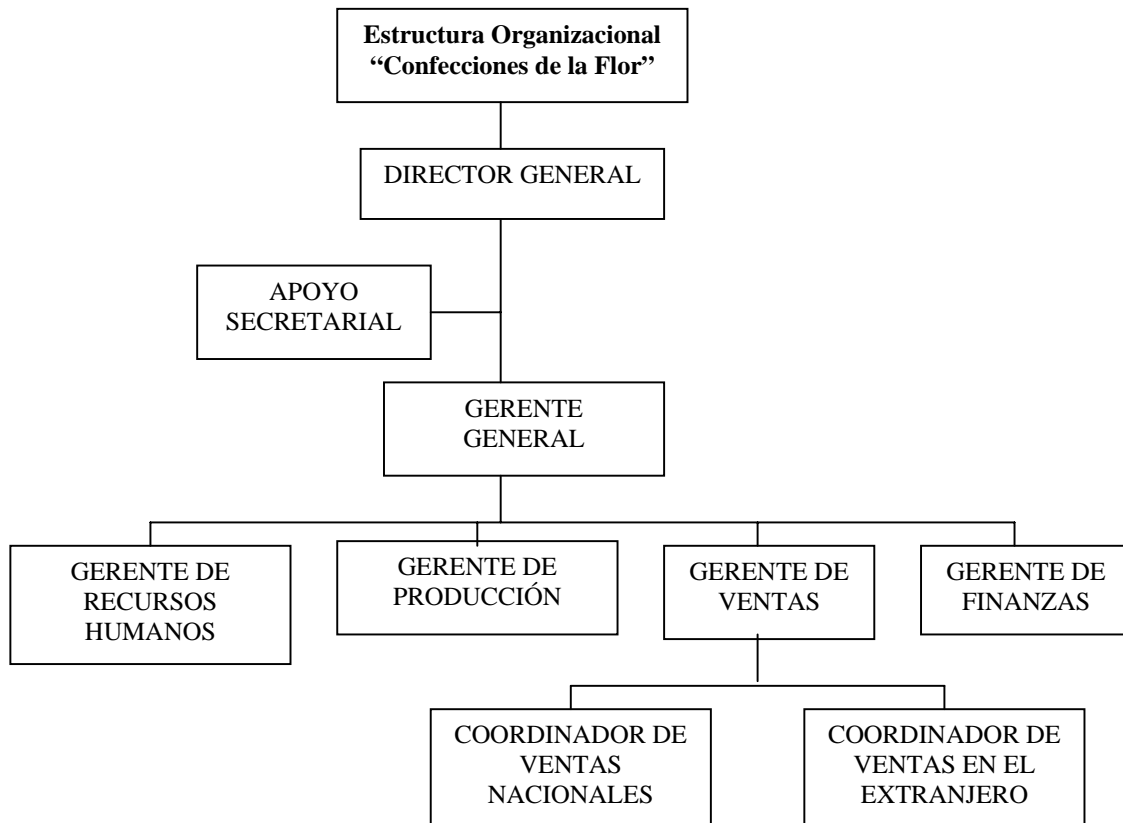 Estructura Organizacional
“Confecciones de la Flor”
DIRECTOR GENERAL
APOYO
SECRETARIAL
GERENTE
GENERAL
GERENTE DE
RECURSOS
HUMANOS
GERENTE DE
PRODUCCIÓN
GERENTE DE
VENTAS
GERENTE DE
FINANZAS
COORDINADOR DE
VENTAS
NACIONALES
COORDINADOR DE
VENTAS EN EL
EXTRANJERO